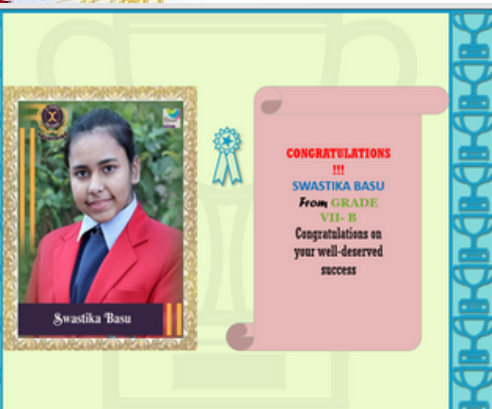 Swastika Basu
CONGRATULATIONS
!!!
SWASTIKA BASU
From GRADE
VII- B
Congratulations on
your well-deserved
success